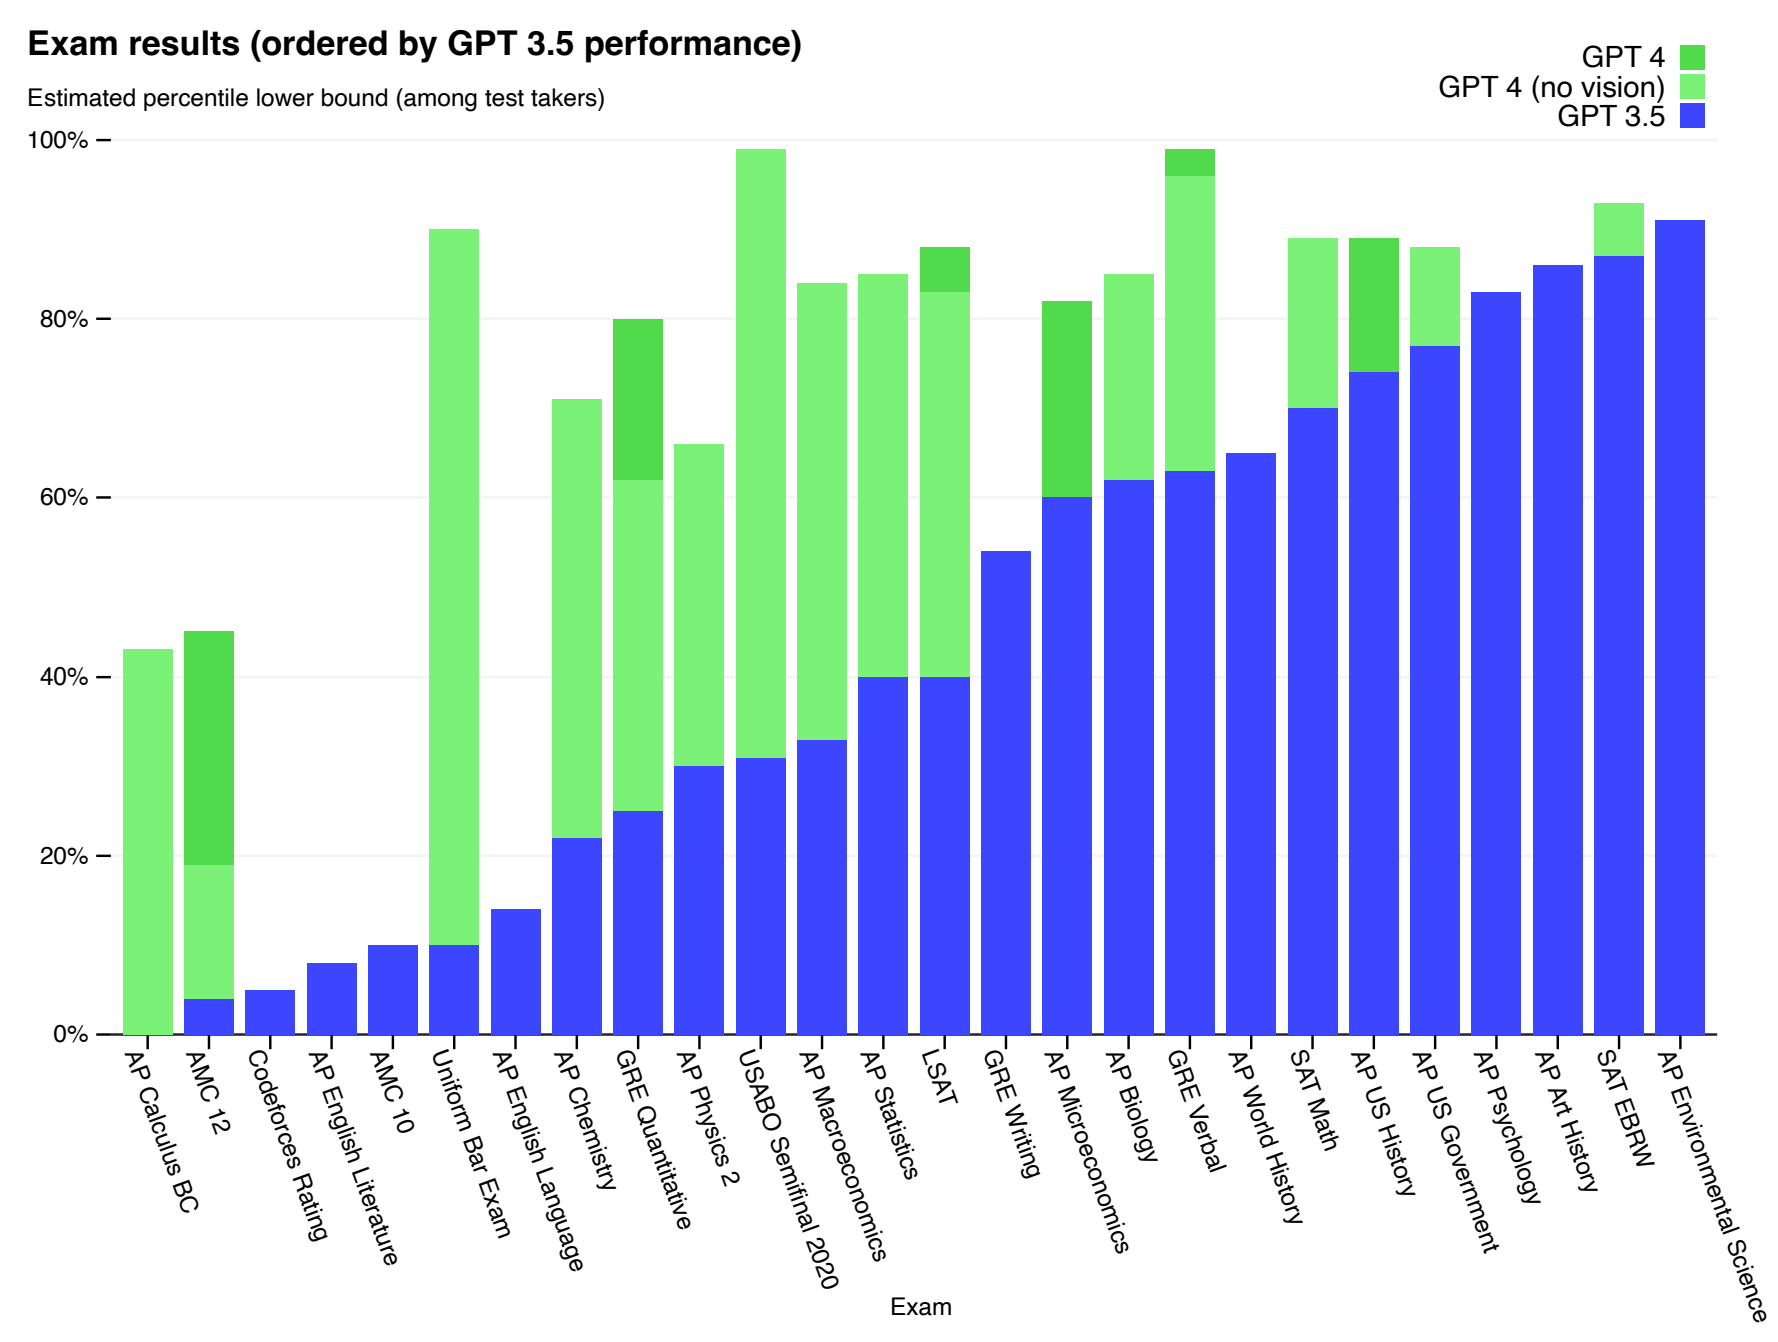 Exam results (ordered by GPT 3.5 performance)
Estimated percentile lower bound (among test takers)
GPT 4
GPT 4 (no vision)
GPT 3.5
100%
80%
60%
40%
20%
0%
AP Calculus BC
AMC 12
Codeforces Rating
AP English Literature
AMC 10
Uniform Bar Exam
AP English Language
AP Chemistry
GRE Quantitative
AP Physics 2
USABO Semifinal 2020
AP Macroeconomics
AP Statistics
LSAT
GRE Writing
AP Microeconomics
AP Biology
GRE Verbal
AP World History
SAT Math
AP US History
AP US Government
AP Psychology
AP Art History
SAT EBRW
AP Environmental Science
Exam